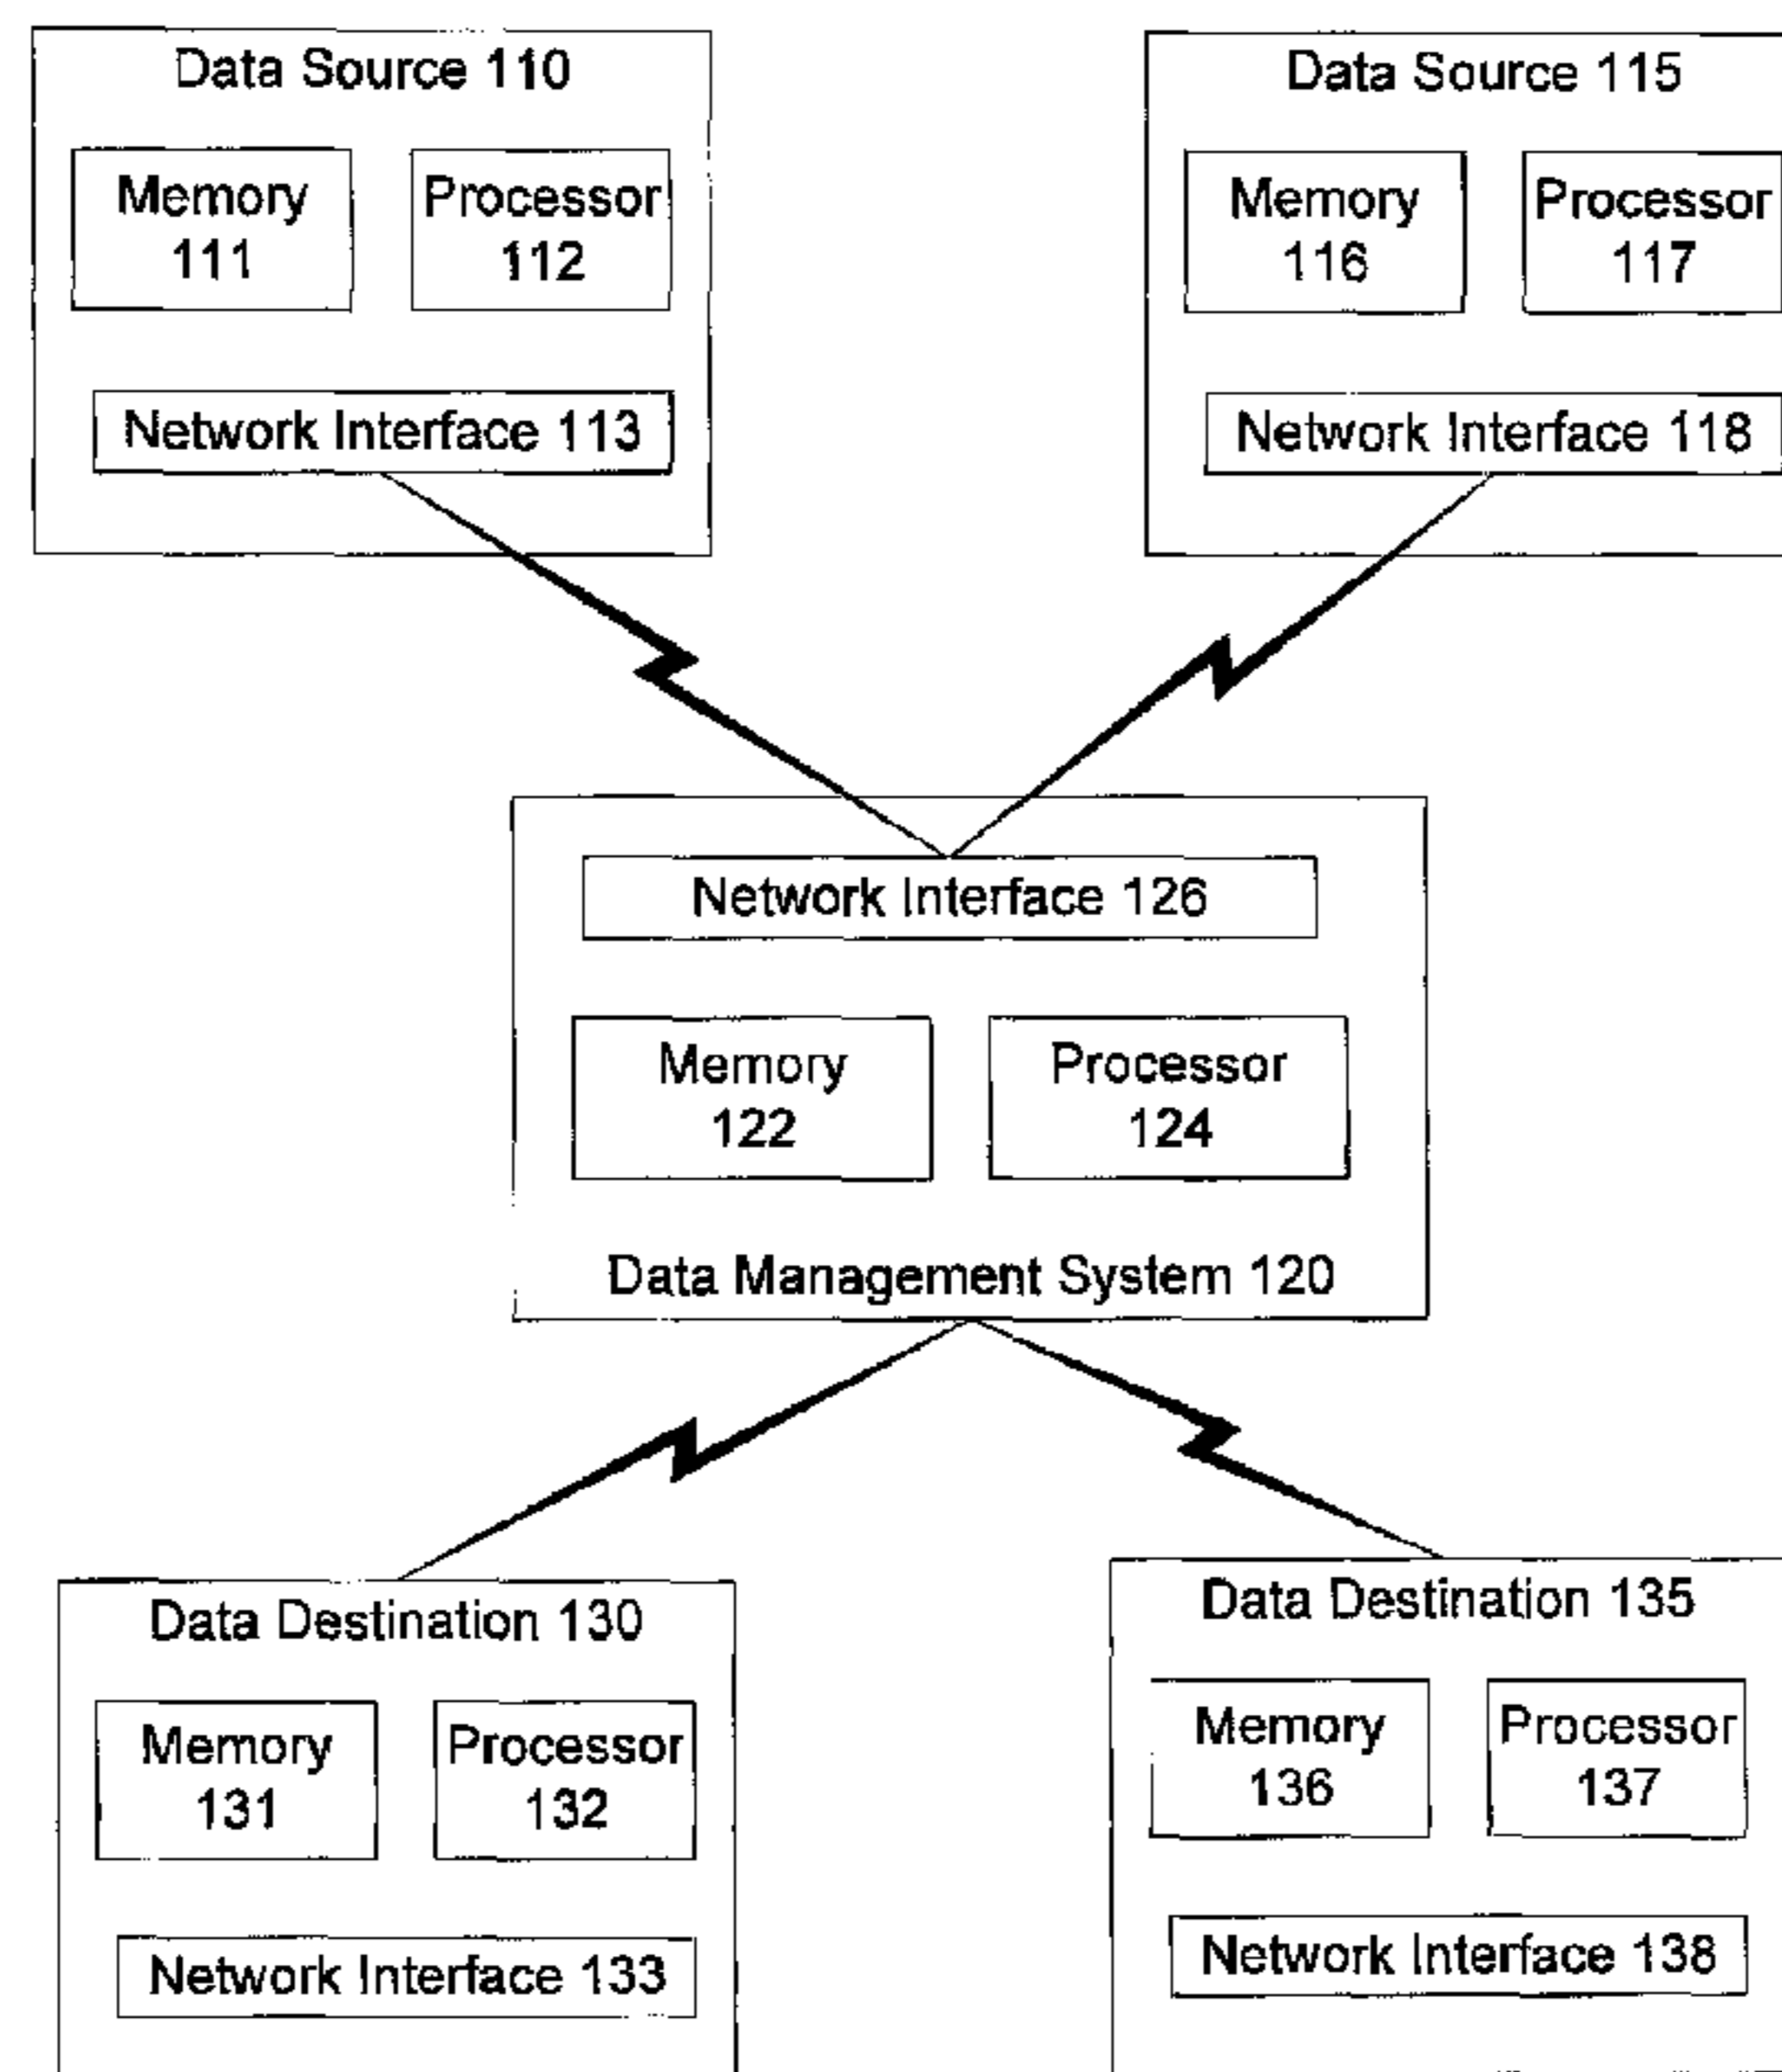 Data Source 110
Memory
111
Processor
112
Network Interface 113
Data Source 115
Memory
116
Processor
117
Network Interface 118
Network Interface 126
Memory
122
Processor
124
Data Management System 120
Data Destination 130
Memory
131
Processor
132
Network Interface 133
Data Destination 135
Memory
136
Processor
137
Network Interface 138